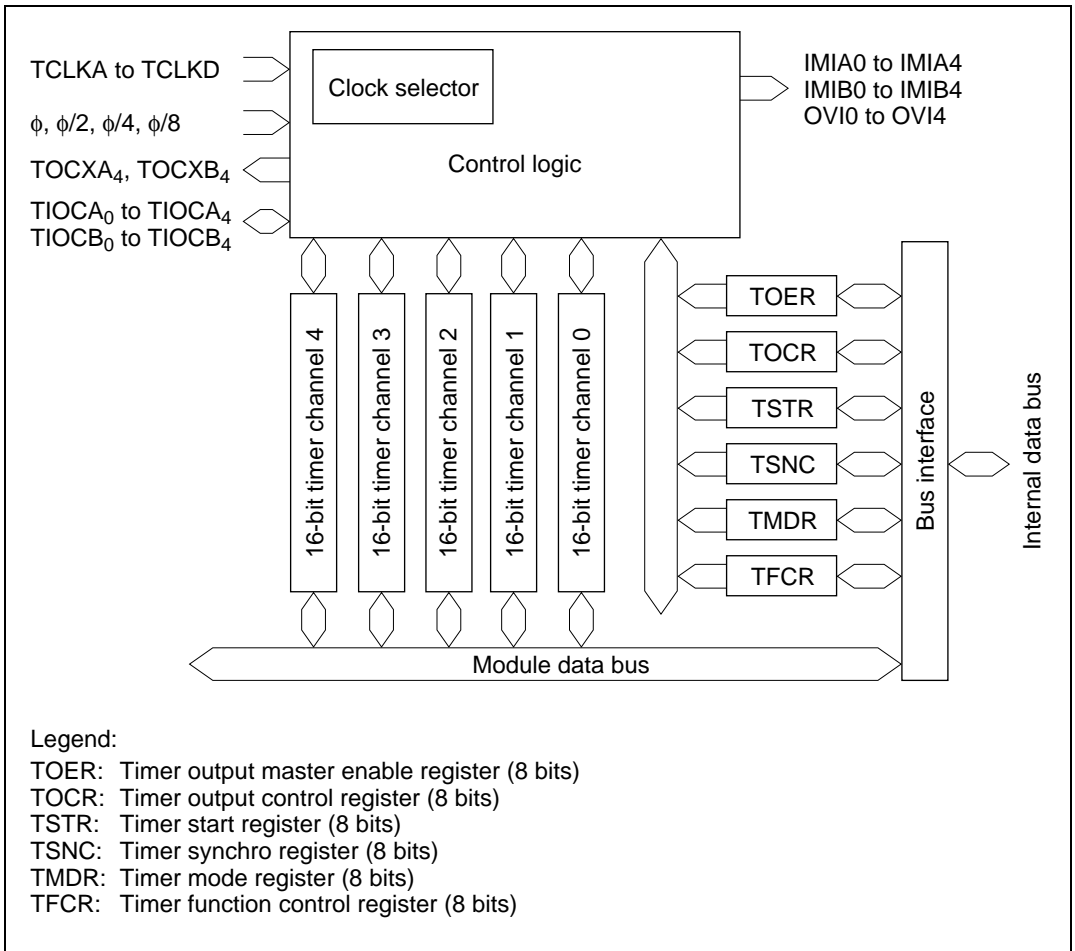 TCLKA to TCLKD
ϕ, ϕ/2, ϕ/4, ϕ/8
TOCXA4, TOCXB4
TIOCA0 to TIOCA4
TIOCB0 to TIOCB4
Clock selector
Control logic
IMIA0 to IMIA4
IMIB0 to IMIB4
OVI0 to OVI4
16-bit timer channel 4
16-bit timer channel 3
16-bit timer channel 2
16-bit timer channel 1
16-bit timer channel 0
TOER
TOCR
TSTR
TSNC
TMDR
TFCR
Bus interface
Internal data bus
Module data bus
Legend:
TOER: Timer output master enable register (8 bits)
TOCR: Timer output control register (8 bits)
TSTR: Timer start register (8 bits)
TSNC: Timer synchro register (8 bits)
TMDR: Timer mode register (8 bits)
TFCR: Timer function control register (8 bits)